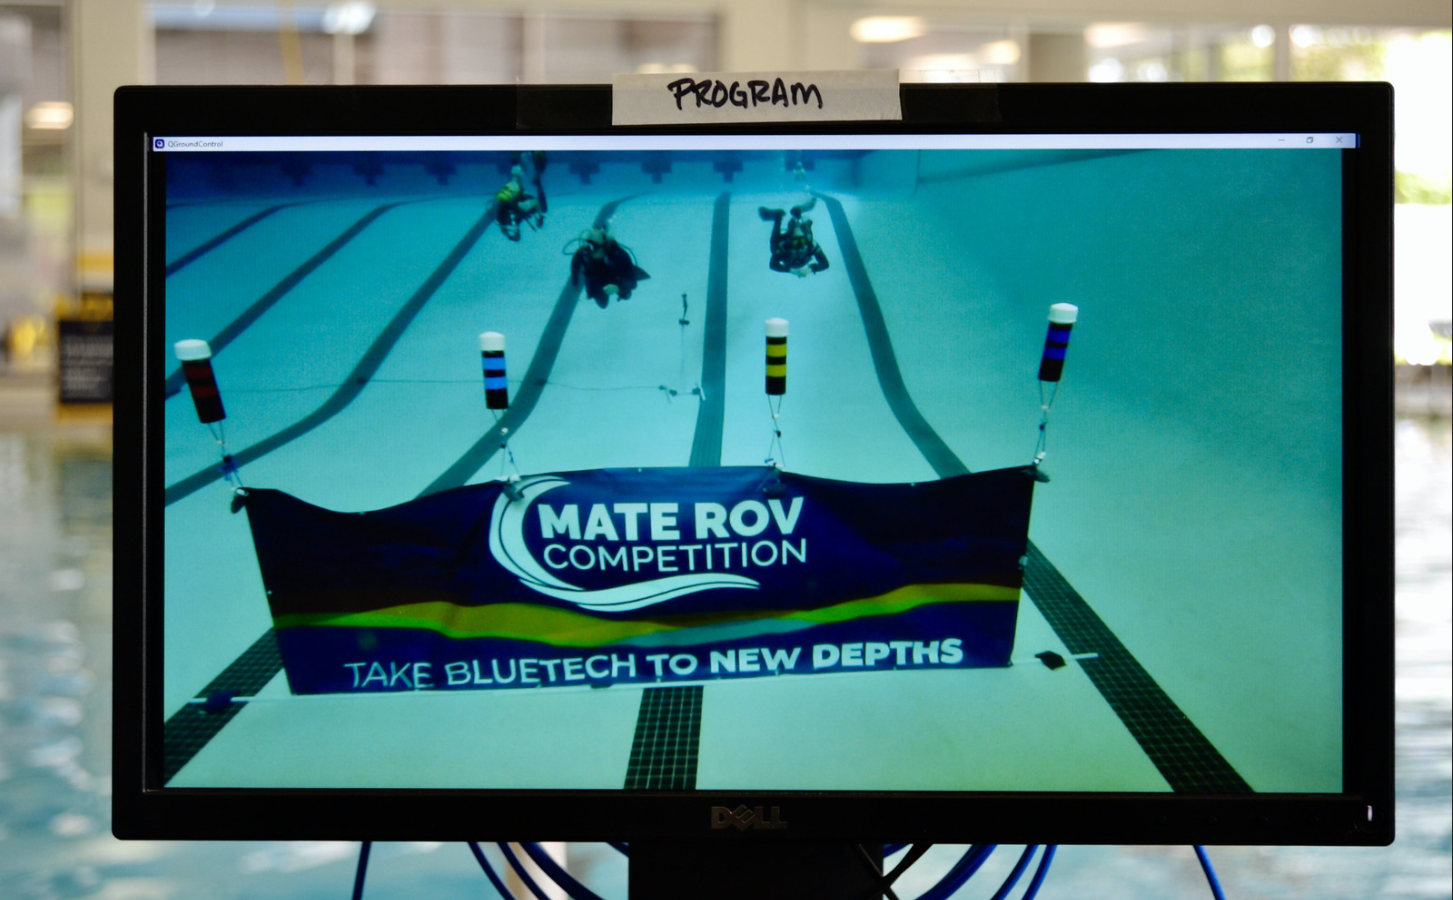 PROGRAM
QGroundControl
MATE ROV
COMPETITION
TAKE BLUETECH TO NEW DEPTHS
DELL